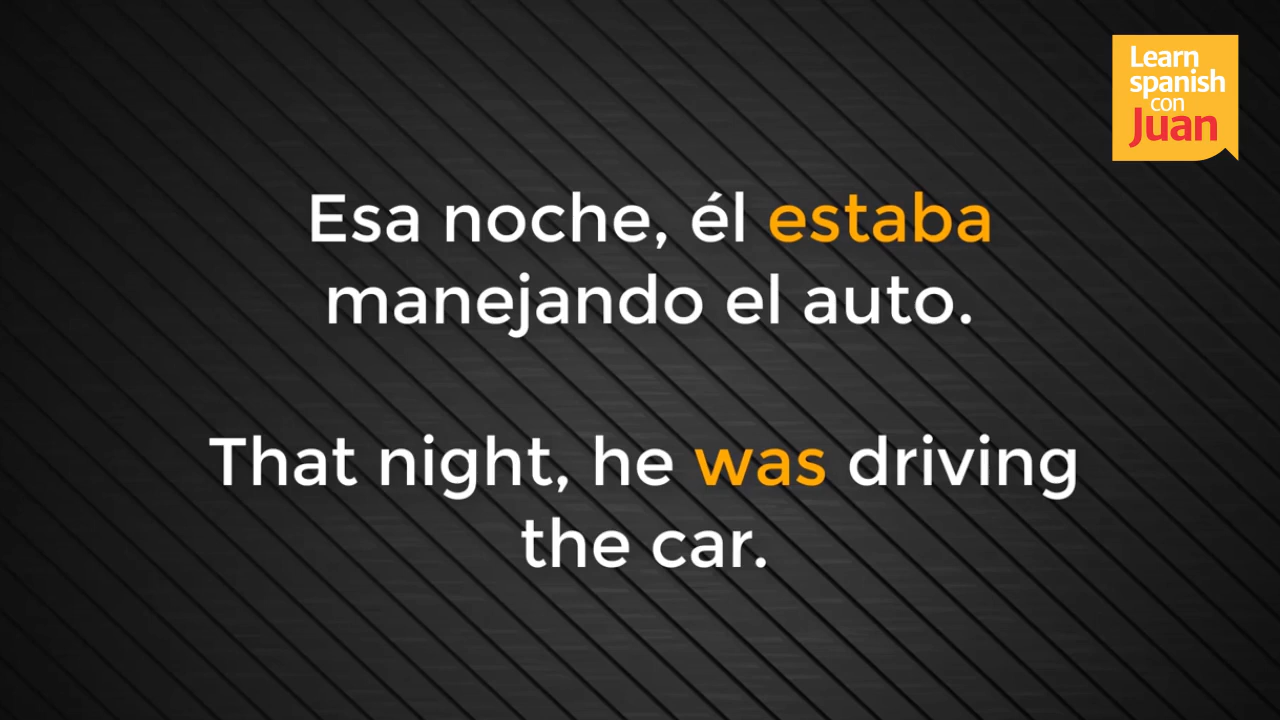 Learn
spanish
con
Juan
Esa noche, él estaba
manejando el auto.
That night, he was driving
the car.